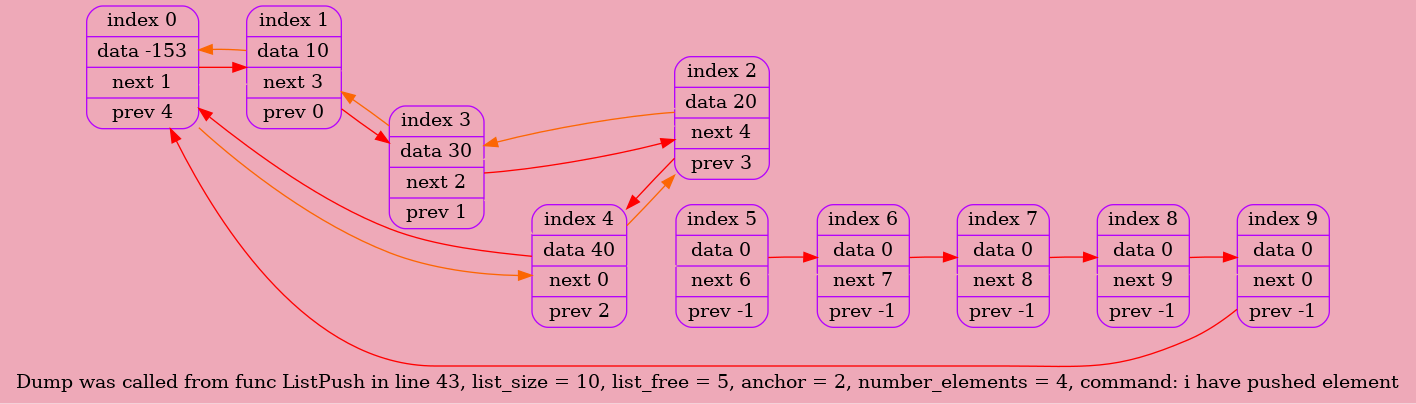 index 0
data -153
next 1
prev 4
index 1
data 10
next 3
prev 0
index 3
data 30
next 2
prev 1
index 2
data 20
next 4
prev 3
index 4
data 40
next 0
prev 2
index 5
data 0
next 6
prev -1
index 6
data 0
next 7
prev -1
index 7
data 0
next 8
prev -1
index 8
data 0
next 9
prev -1
index 9
data 0
next 0
prev -1
Dump was called from func ListPush in line 43, list_size = 10, list_free = 5, anchor = 2, number_elements = 4, command: i have pushed element